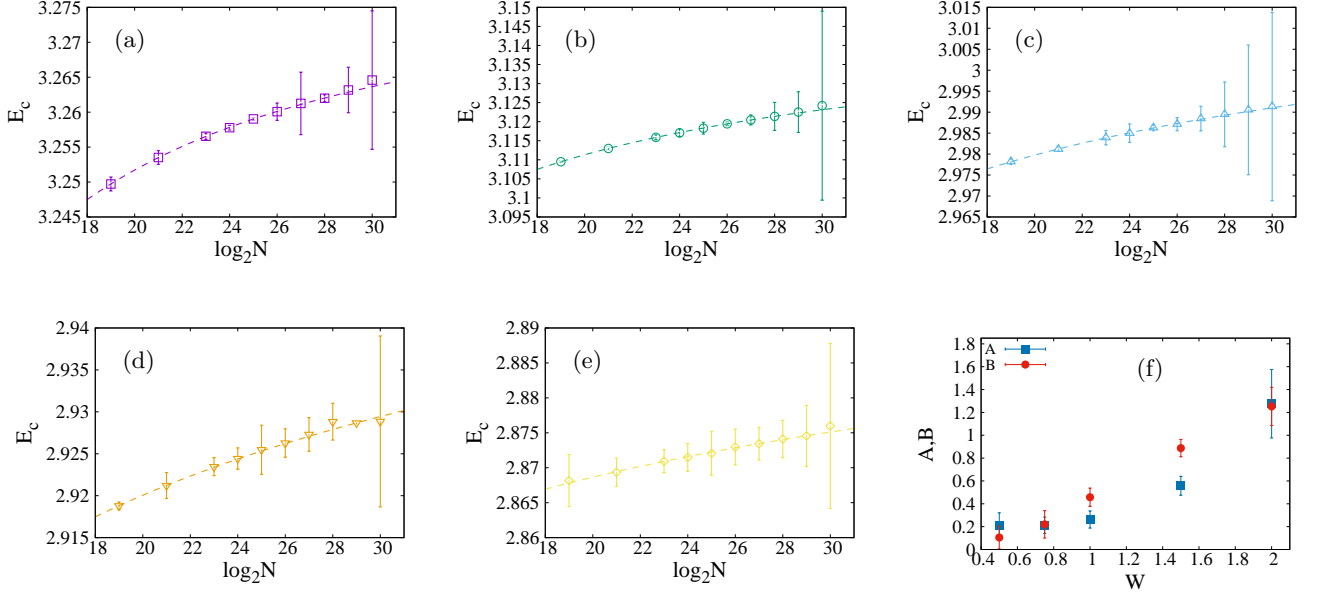 (a)
E_c
3.275
3.27
3.265
3.26
3.255
3.25
3.245
18 20 22 24 26 28 30
log_2N
(b)
E_c
3.15
3.145
3.14
3.135
3.13
3.125
3.12
3.115
3.11
3.105
3.1
3.095
18 20 22 24 26 28 30
log_2N
(c)
E_c
3.015
3.01
3.005
3
2.995
2.99
2.985
2.98
2.975
2.97
2.965
18 20 22 24 26 28 30
log_2N
(d)
E_c
2.94
2.935
2.93
2.925
2.92
2.915
18 20 22 24 26 28 30
log_2N
(e)
E_c
2.89
2.885
2.88
2.875
2.87
2.865
2.86
18 20 22 24 26 28 30
log_2N
(f)
A
B
A,B
1.8
1.6
1.4
1.2
1
0.8
0.6
0.4
0.2
0
0.4 0.6 0.8 1 1.2 1.4 1.6 1.8 2
W